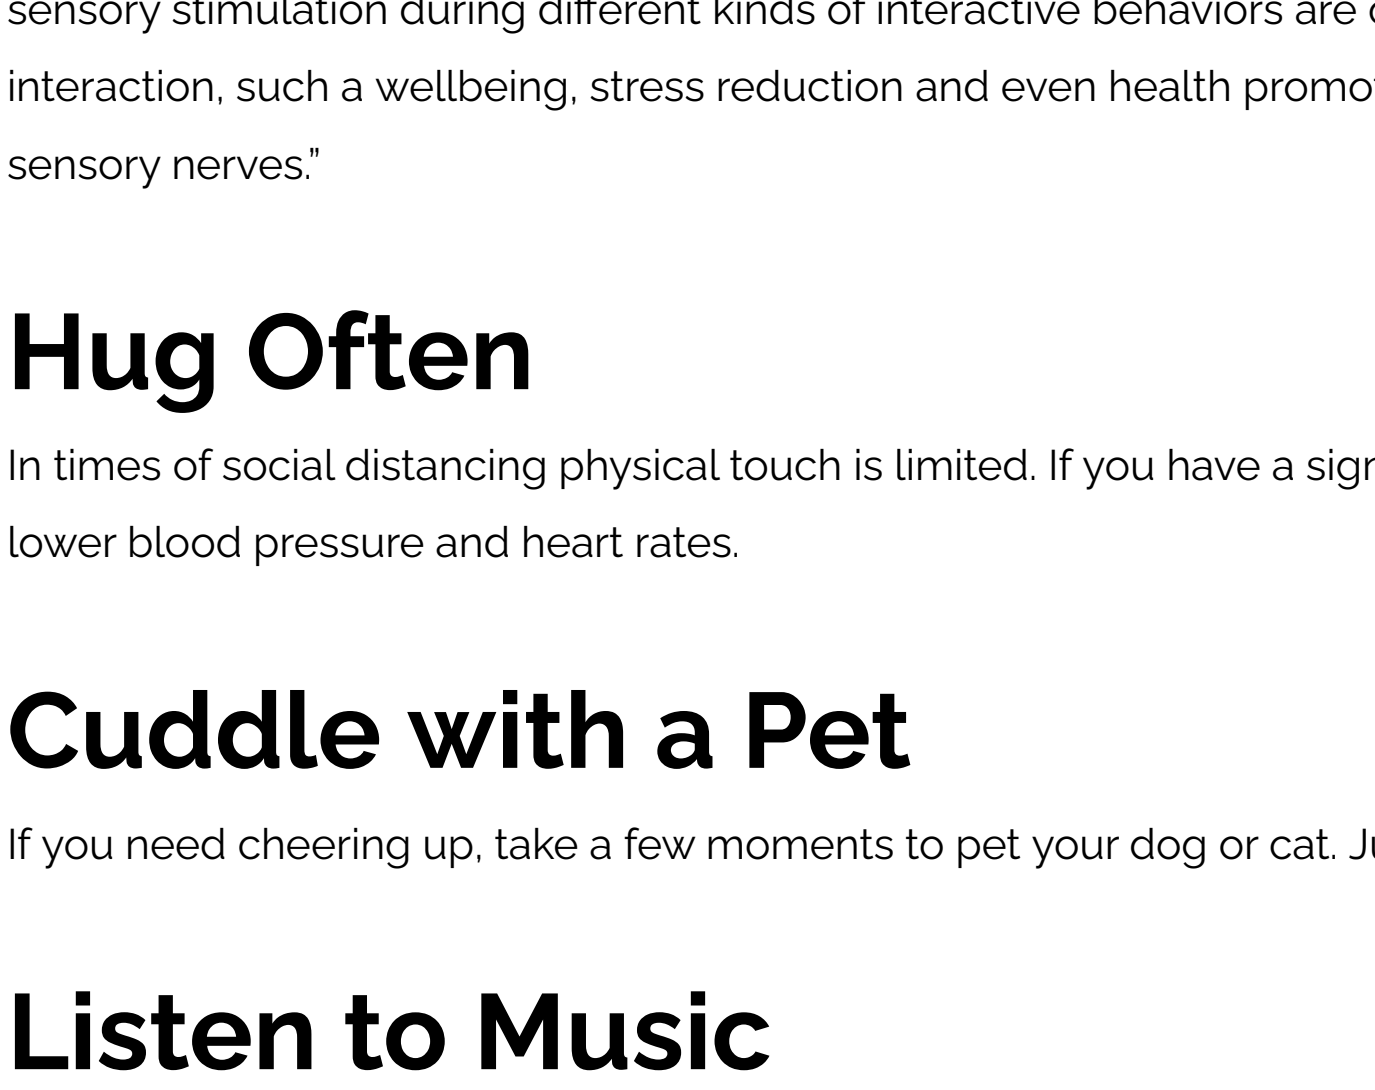 sensory stimulation during different kinds of interactive behaviors are
interaction, such a wellbeing, stress reduction and even health
sensory nerves.”
Hug Often
In times of social distancing physical touch is limited. If you have a
lower blood pressure and heart rates.
Cuddle with a Pet
If you need cheering up, take a few moments to pet your dog or cat.
Listen to Music